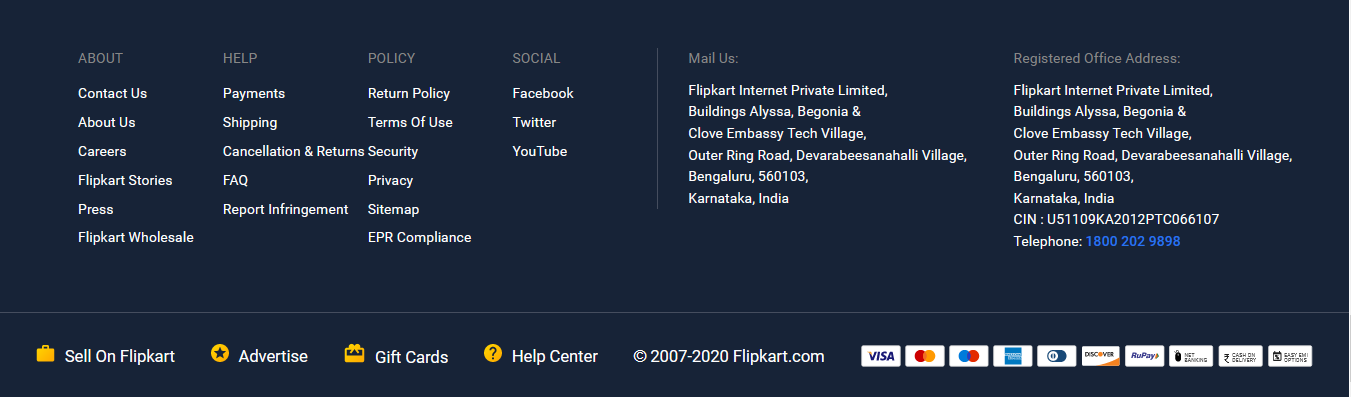 ABOUT
Contact Us
About Us
Careers
Flipkart Stories
Press
Flipkart Wholesale
HELP
Payments
Shipping
Cancellation & Returns
FAQ
Report Infringement
POLICY
Return Policy
Terms Of Use
Security
Privacy
Sitemap
EPR Compliance
SOCIAL
Facebook
Twitter
YouTube
Mail Us:
Flipkart Internet Private Limited,
Buildings Alyssa, Begonia &
Clove Embassy Tech Village,
Outer Ring Road, Devarabeesanahalli Village,
Bengaluru, 560103,
Karnataka, India
Registered Office Address:
Flipkart Internet Private Limited,
Buildings Alyssa, Begonia &
Clove Embassy Tech Village,
Outer Ring Road, Devarabeesanahalli Village,
Bengaluru, 560103,
Karnataka, India
CIN : U51109KA2012PTC066107
Telephone: 1800 202 9898
Sell On Flipkart
Advertise
Gift Cards
? Help Center
© 2007-2020 Flipkart.com
VISA
DISCOVER
RuPay
NET
BANKING
₹ CASH ON
DELIVERY
EASY EMI
OPTIONS